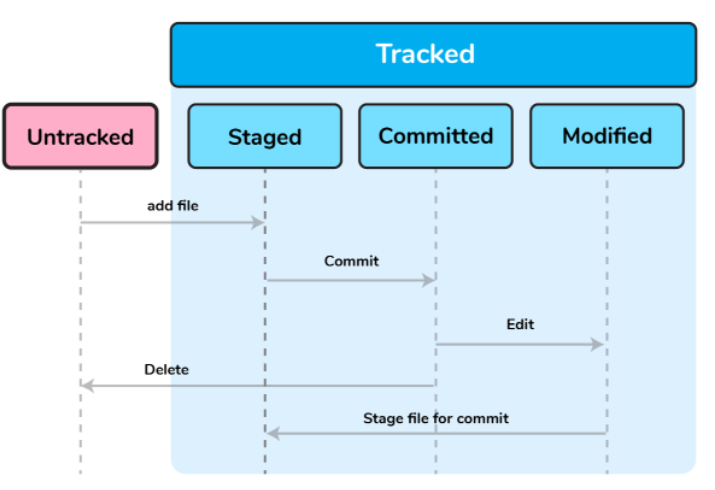 Tracked
Untracked
Staged
Committed
Modified
add file
Commit
Edit
Delete
Stage file for commit